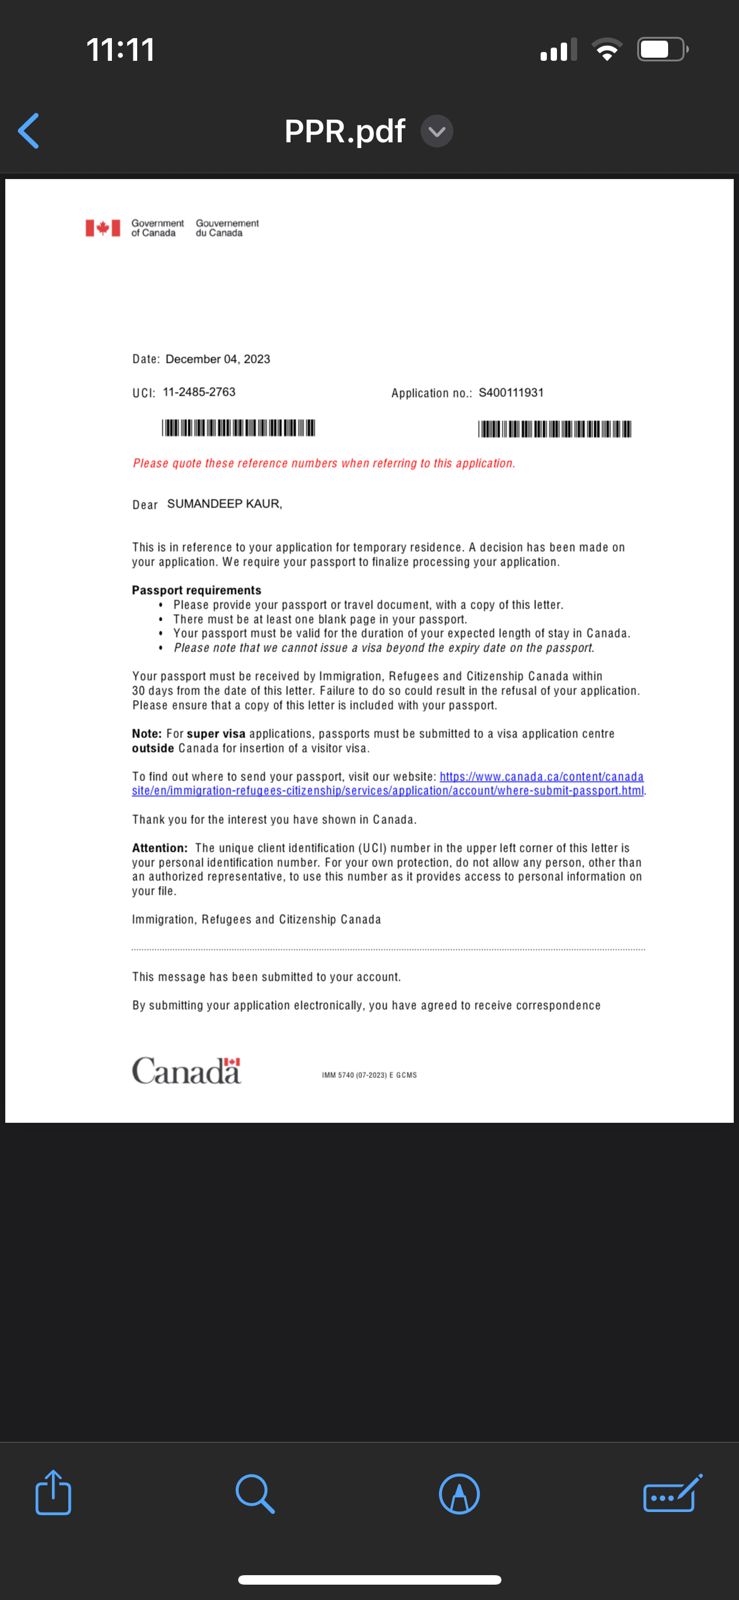 11:11
PPR.pdf
Government Gouvernement
of Canada du Canada
Date: December 04, 2023
UCI: 11-2485-2763 Application no.: S400111931
Please quote these reference numbers when referring to this application.
Dear SUMANDEEP KAUR,
This is in reference to your application for temporary residence. A decision has been made on
your application. We require your passport to finalize processing your application.
Passport requirements
• Please provide your passport or travel document, with a copy of this letter.
• There must be at least one blank page in your passport.
• Your passport must be valid for the duration of your expected length of stay in Canada.
• Please note that we cannot issue a visa beyond the expiry date on the passport.
Your passport must be received by Immigration, Refugees and Citizenship Canada within
30 days from the date of this letter. Failure to do so could result in the refusal of your application.
Please ensure that a copy of this letter is included with your passport.
Note: For super visa applications, passports must be submitted to a visa application centre
outside Canada for insertion of a visitor visa.
To find out where to send your passport, visit our website: https://www.canada.ca/content/canada
site/en/immigration-refugees-citizenship/services/application/account/where-submit-passport.html.
Thank you for the interest you have shown in Canada.
Attention: The unique client identification (UCI) number in the upper left corner of this letter is
your personal identification number. For your own protection, do not allow any person, other than
an authorized representative, to use this number as it provides access to personal information on
your file.
Immigration, Refugees and Citizenship Canada
This message has been submitted to your account.
By submitting your application electronically, you have agreed to receive correspondence
Canada
IMM 5740 (07-2023) E GCMS